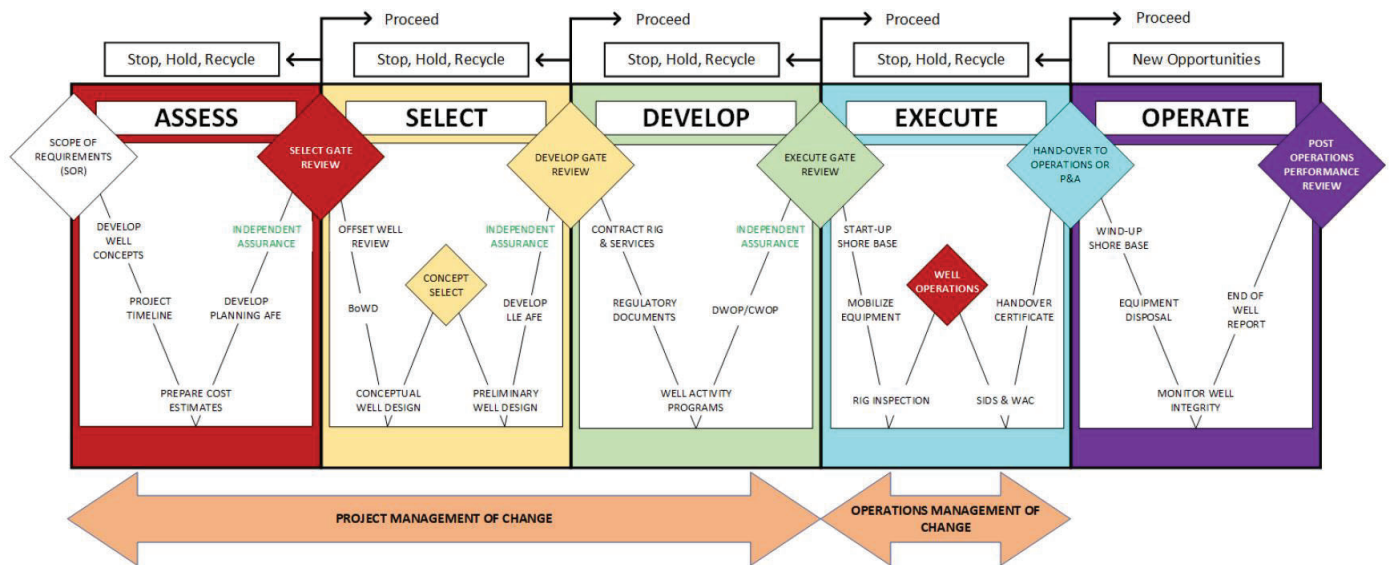 Proceed
Proceed
Proceed
Proceed
Stop, Hold, Recycle
Stop, Hold, Recycle
Stop, Hold, Recycle
Stop, Hold, Recycle
New Opportunities
ASSESS
SELECT
DEVELOP
EXECUTE
OPERATE
SCOPE OF
REQUIREMENTS
(SOR)
DEVELOP
WELL
CONCEPTS
PROJECT
TIMELINE
PREPARE COST
ESTIMATES
DEVELOP
PLANNING AFE
INDEPENDENT
ASSURANCE
SELECT GATE
REVIEW
OFFSET WELL
REVIEW
BoWD
CONCEPTUAL
WELL DESIGN
CONCEPT
SELECT
PRELIMINARY
WELL DESIGN
DEVELOP
LLE AFE
INDEPENDENT
ASSURANCE
DEVELOP GATE
REVIEW
CONTRACT RIG
& SERVICES
REGULATORY
DOCUMENTS
WELL ACTIVITY
PROGRAMS
DWOP/CWOP
INDEPENDENT
ASSURANCE
EXECUTE GATE
REVIEW
START-UP
SHORE BASE
MOBILIZE
EQUIPMENT
RIG INSPECTION
WELL
OPERATIONS
SIDS & WAC
HANDOVER
CERTIFICATE
HAND-OVER TO
OPERATIONS OR
P&A
WIND-UP
SHORE BASE
EQUIPMENT
DISPOSAL
MONITOR WELL
INTEGRITY
END OF
WELL
REPORT
POST
OPERATIONS
PERFORMANCE
REVIEW
PROJECT MANAGEMENT OF CHANGE
OPERATIONS MANAGEMENT OF
CHANGE